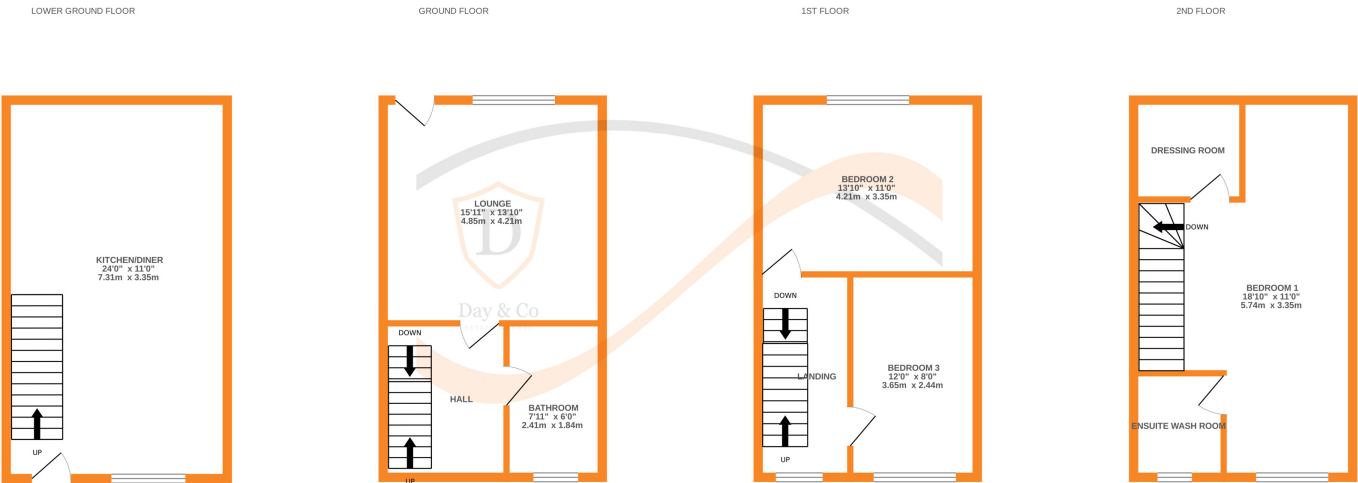 LOWER GROUND FLOOR
KITCHEN/DINER
24'0" x 11'0"
7.31m x 3.35m
UP
GROUND FLOOR
LOUNGE
15'11" x 13'10"
4.85m x 4.21m
D
Day & Co
DOWN
HALL
BATHROOM
7'11" x 6'0"
2.41m x 1.84m
UP
1ST FLOOR
BEDROOM 2
13'10" x 11'0"
4.21m x 3.35m
DOWN
LANDING
BEDROOM 3
12'0" x 8'0"
3.65m x 2.44m
UP
2ND FLOOR
DRESSING ROOM
DOWN
BEDROOM 1
18'10" x 11'0"
5.74m x 3.35m
ENSUITE WASH ROOM